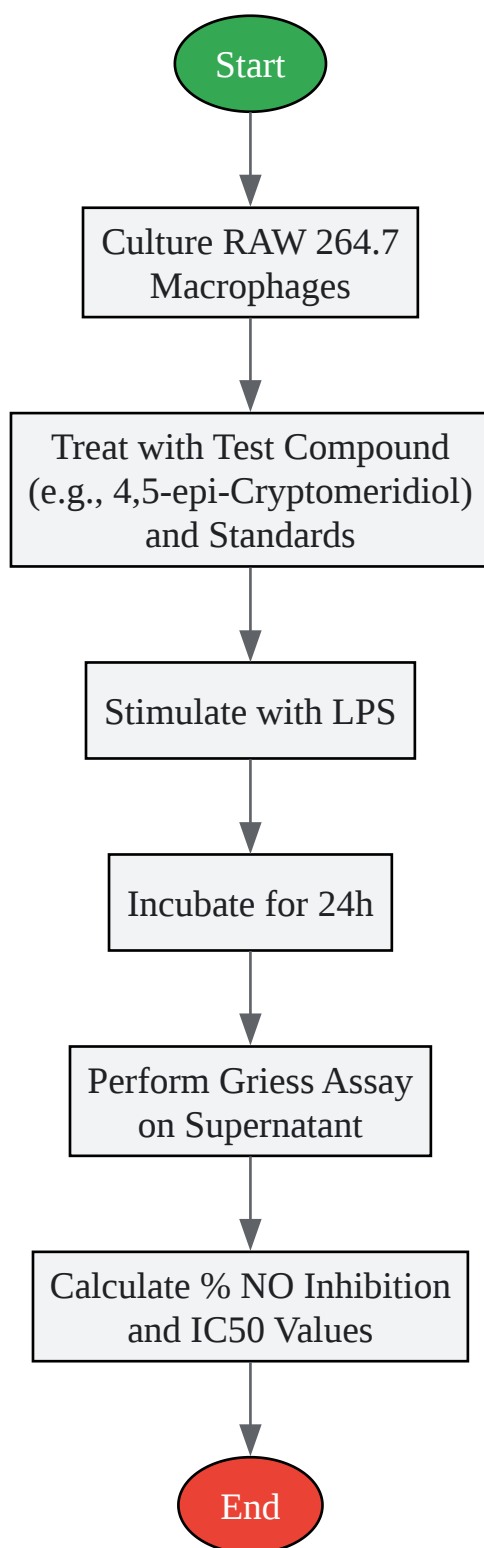 Start
Culture RAW 264.7
Macrophages
Treat with Test Compound
(e.g., 4,5-epi-Cryptomeridiol)
and Standards
Stimulate with LPS
Incubate for 24h
Perform Griess Assay
on Supernatant
Calculate % NO Inhibition
and IC50 Values
End